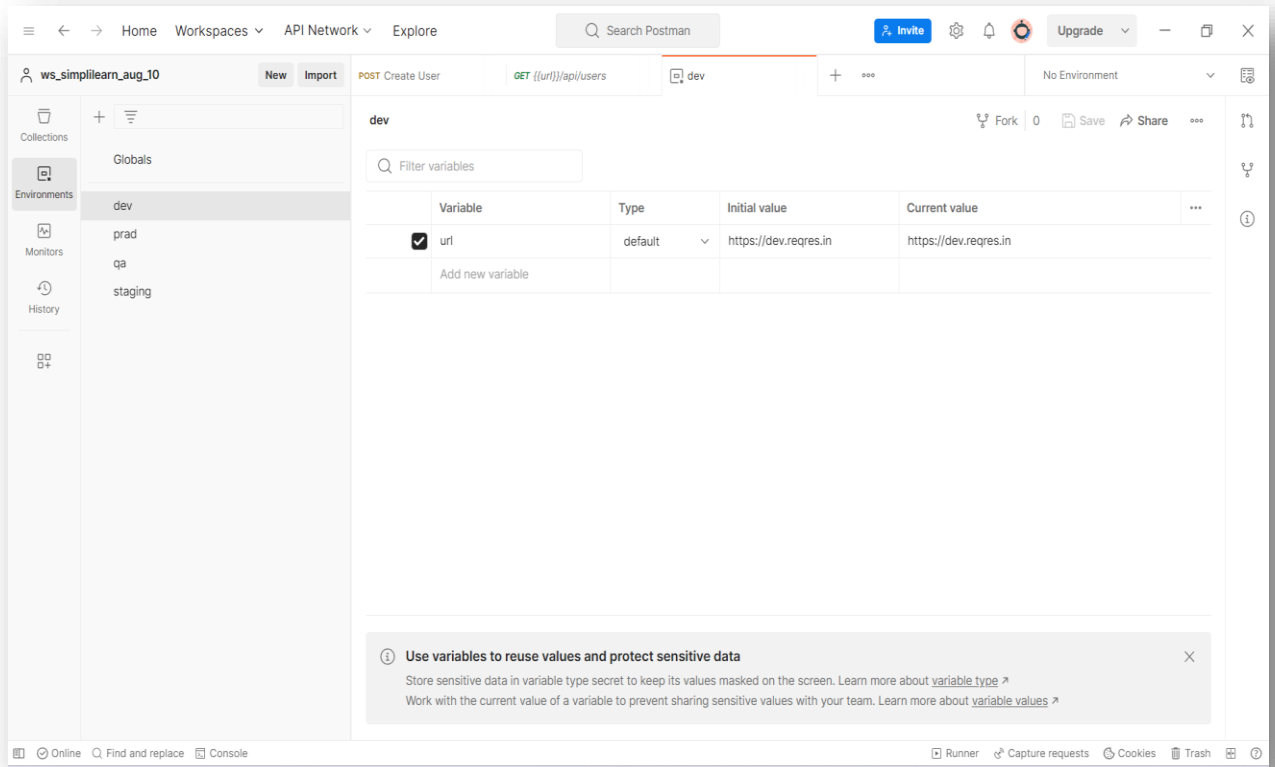 Home Workspaces API Network Explore Search Postman Invite Upgrade
ws_simplilearn_aug_10 New Import POST Create User GET {{url}}/api/users dev No Environment
Collections
Environments
Monitors
History
Globals
dev
prad
qa
staging
dev Fork 0 Save Share
Filter variables
Variable Type Initial value Current value
url default https://dev.reqres.in https://dev.reqres.in
Add new variable
Use variables to reuse values and protect sensitive data
Store sensitive data in variable type secret to keep its values masked on the screen. Learn more about variable type
Work with the current value of a variable to prevent sharing sensitive values with your team. Learn more about variable values
Online Find and replace Console Runner Capture requests Cookies Trash